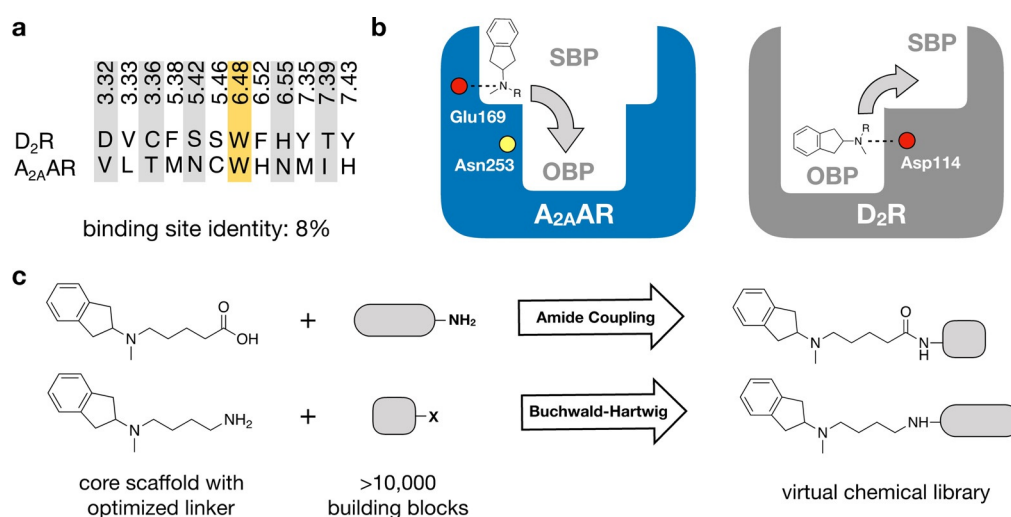 a
3.32 3.33 3.36 5.38 5.42 5.46 6.48 6.52 6.55 7.35 7.39 7.43
D₂R D V C F S S W F H Y T Y
A₂ₐAR V L T M N C W H N M I H
binding site identity: 8%
b
SBP
N
R
Glu169
Asn253
OBP
A₂ₐAR
SBP
R
N
Asp114
OBP
D₂R
c
N
O
OH
+
NH₂
Amide Coupling
N
O
N
H
N
NH₂
+
X
Buchwald-Hartwig
N
NH
core scaffold with
optimized linker
>10,000
building blocks
virtual chemical library